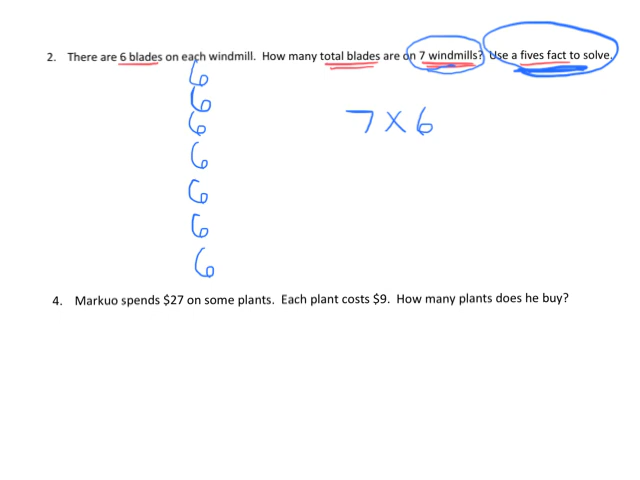 2. There are 6 blades on each windmill. How many total blades are on 7 windmills? Use a fives fact to solve.
6
6
6
7 x 6
6
6
6
6
4. Markuo spends $27 on some plants. Each plant costs $9. How many plants does he buy?